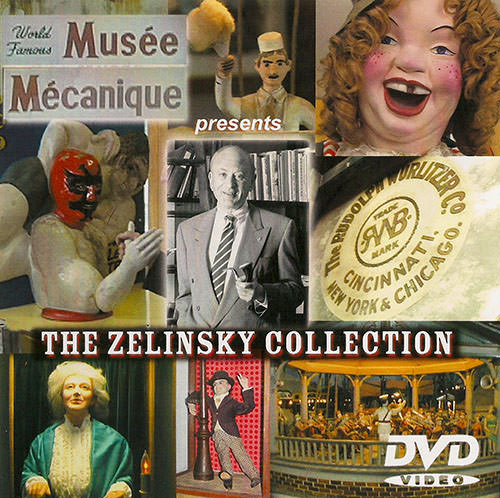 World
Famous
Musée
Mécanique
presents
The RUDOLPH WURLITZER CO.
TRADE
RWB
MARK
CINCINNATI,
NEW YORK & CHICAGO.
THE ZELINSKY COLLECTION
DVD
VIDEO